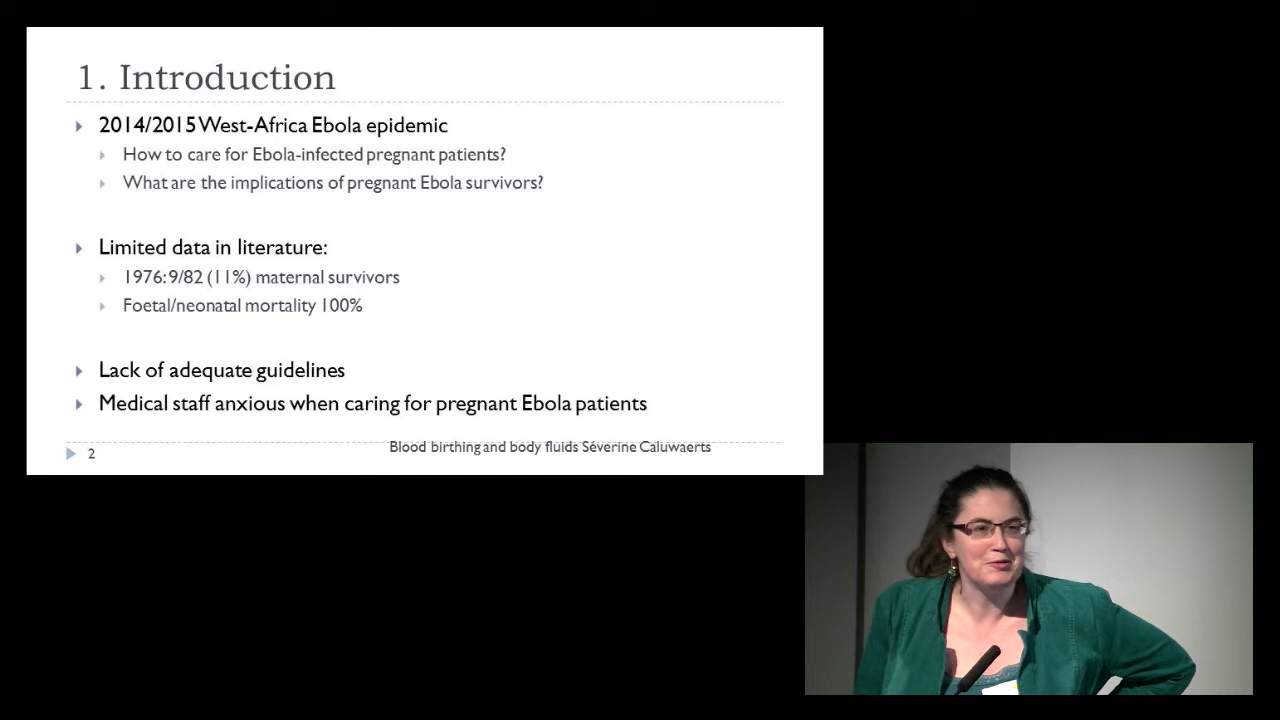 1. Introduction
2014/2015 West-Africa Ebola epidemic
How to care for Ebola-infected pregnant patients?
What are the implications of pregnant Ebola survivors?
Limited data in literature:
1976: 9/82 (11%) maternal survivors
Foetal/neonatal mortality 100%
Lack of adequate guidelines
Medical staff anxious when caring for pregnant Ebola patients
2
Blood birthing and body fluids Séverine Caluwaerts